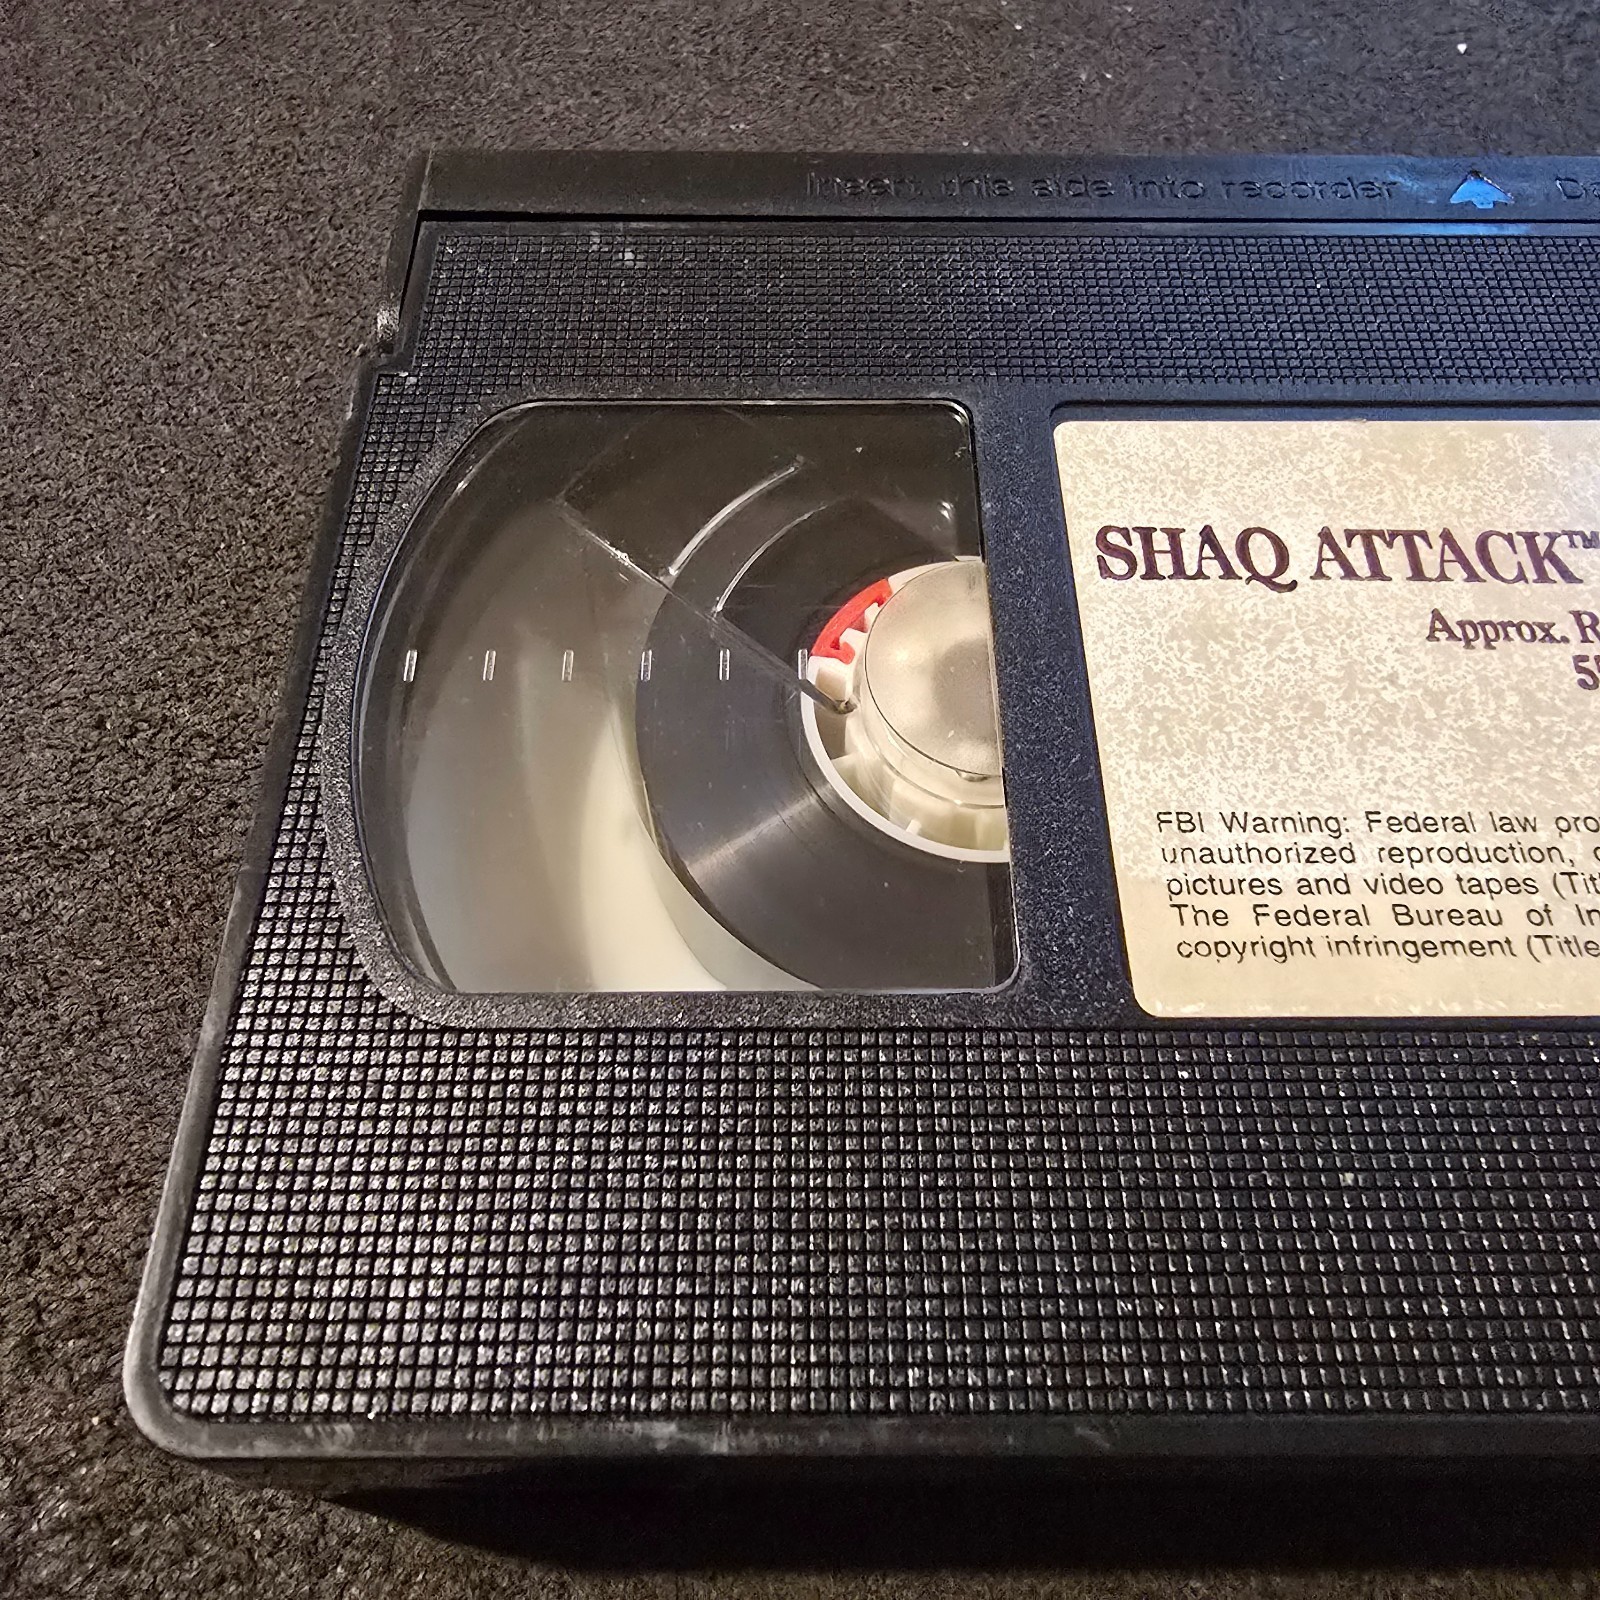 Insert this side into recorder
SHAQ ATTACK™
Approx.
FBI Warning: Federal law
unauthorized reproduction,
pictures and video tapes
The Federal Bureau of
copyright infringement (Title